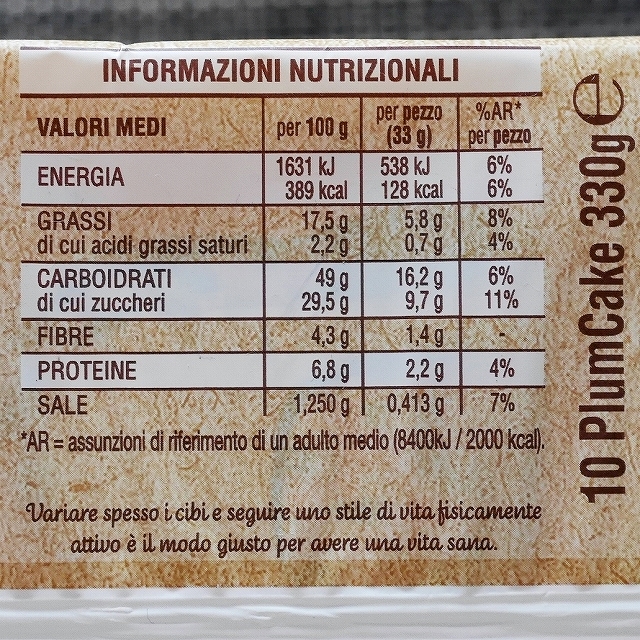 INFORMAZIONI NUTRIZIONALI
VALORI MEDI per 100 g per pezzo (33 g) %AR* per pezzo
ENERGIA 1631 kJ 538 kJ 6%
389 kcal 128 kcal 6%
GRASSI 17,5 g 5,8 g 8%
di cui acidi grassi saturi 2,2 g 0,7 g 4%
CARBOIDRATI 49 g 16,2 g 6%
di cui zuccheri 29,5 g 9,7 g 11%
FIBRE 4,3 g 1,4 g -
PROTEINE 6,8 g 2,2 g 4%
SALE 1,250 g 0,413 g 7%
*AR = assunzioni di riferimento di un adulto medio (8400kJ / 2000 kcal).
Variare spesso i cibi e seguire uno stile di vita fisicamente
attivo è il modo giusto per avere una vita sana.
10 PlumCake 330g e